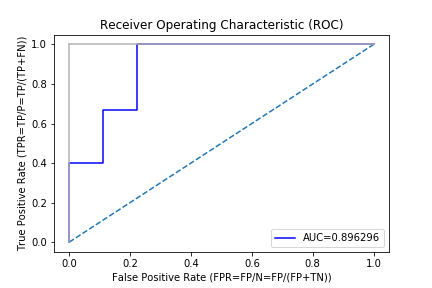 Receiver Operating Characteristic (ROC)
True Positive Rate (TPR=TP/P=TP/(TP+FN))
1.0
0.8
0.6
0.4
0.2
0.0
AUC=0.896296
0.0 0.2 0.4 0.6 0.8 1.0
False Positive Rate (FPR=FP/N=FP/(FP+TN))